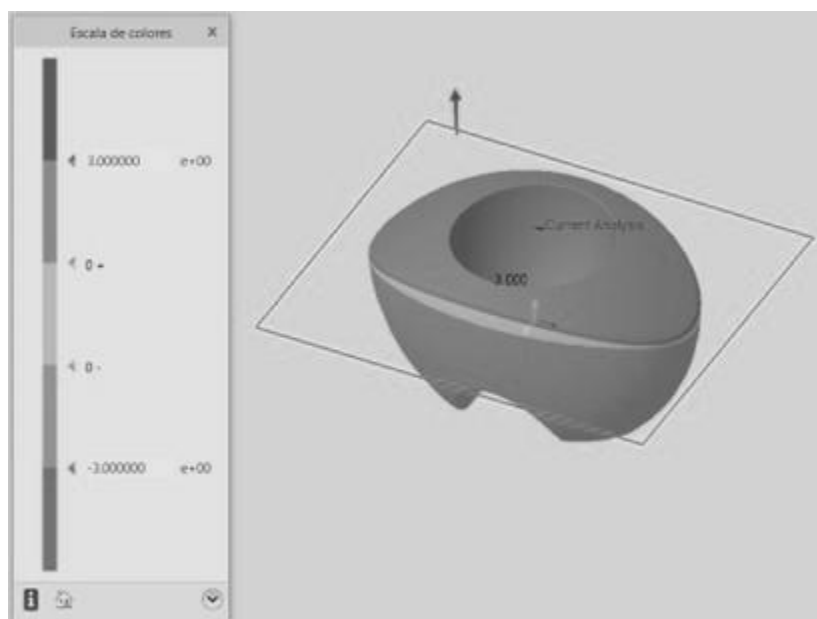 Escala de colores X
3.000000 e+00
0 +
0 -
-3.000000 e+00
Current Analysis
3.000